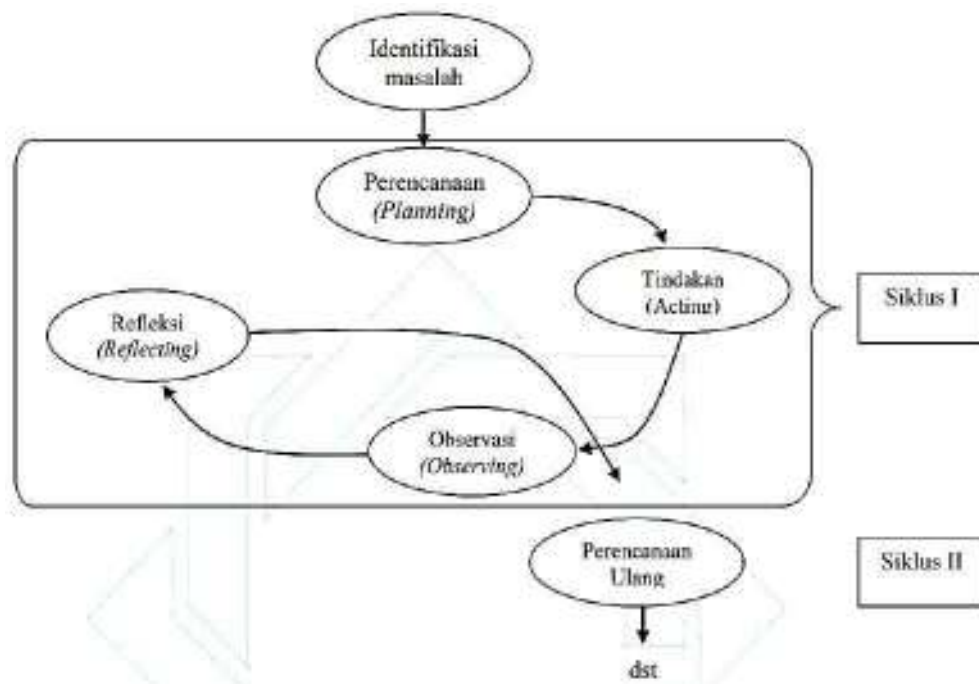 Identifikasi
masalah
Perencanaan
(Planning)
Tindakan
(Acting)
Siklus I
Refleksi
(Reflecting)
Observasi
(Observing)
Perencanaan
Ulang
Siklus II
dst